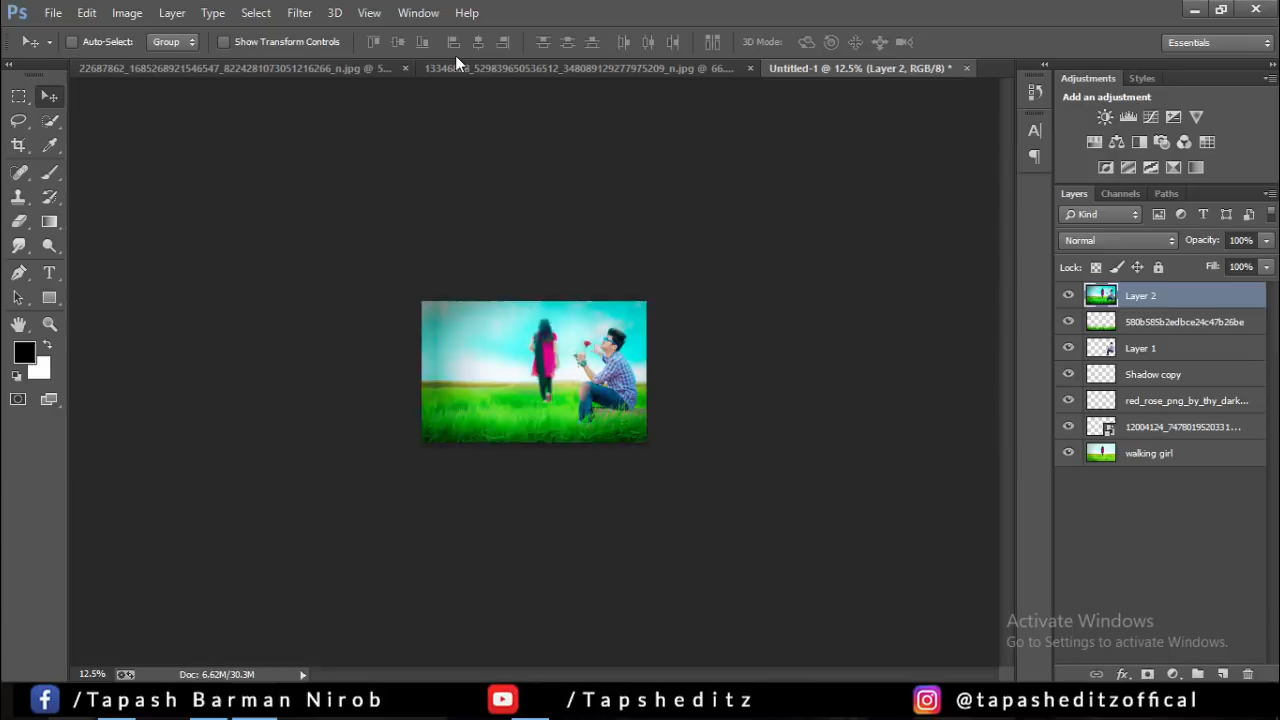 Ps File Edit Image Layer Type Select Filter 3D View Window Help
Auto-Select: Group Show Transform Controls 3D Mode: Essentials
22687862_1685268921546547_8224281073051216266_n.jpg @ 5... × _529839650536512_348089129277975209_n.jpg @ 66.... × Untitled-1 @ 12.5% (Layer 2, RGB/8) * ×
Adjustments Styles
Add an adjustment
Layers Channels Paths
Kind
Normal Opacity: 100%
Lock: Fill: 100%
Layer 2
580b585b2edbce24c47b26be
Layer 1
Shadow copy
red_rose_png_by_thy_dark...
12004124_7478019520331...
walking girl
Activate Windows
Go to Settings to activate Windows.
12.5% Doc: 6.62M/30.3M
/Tapash Barman Nirob /Tapsheditz @tapasheditzoffical